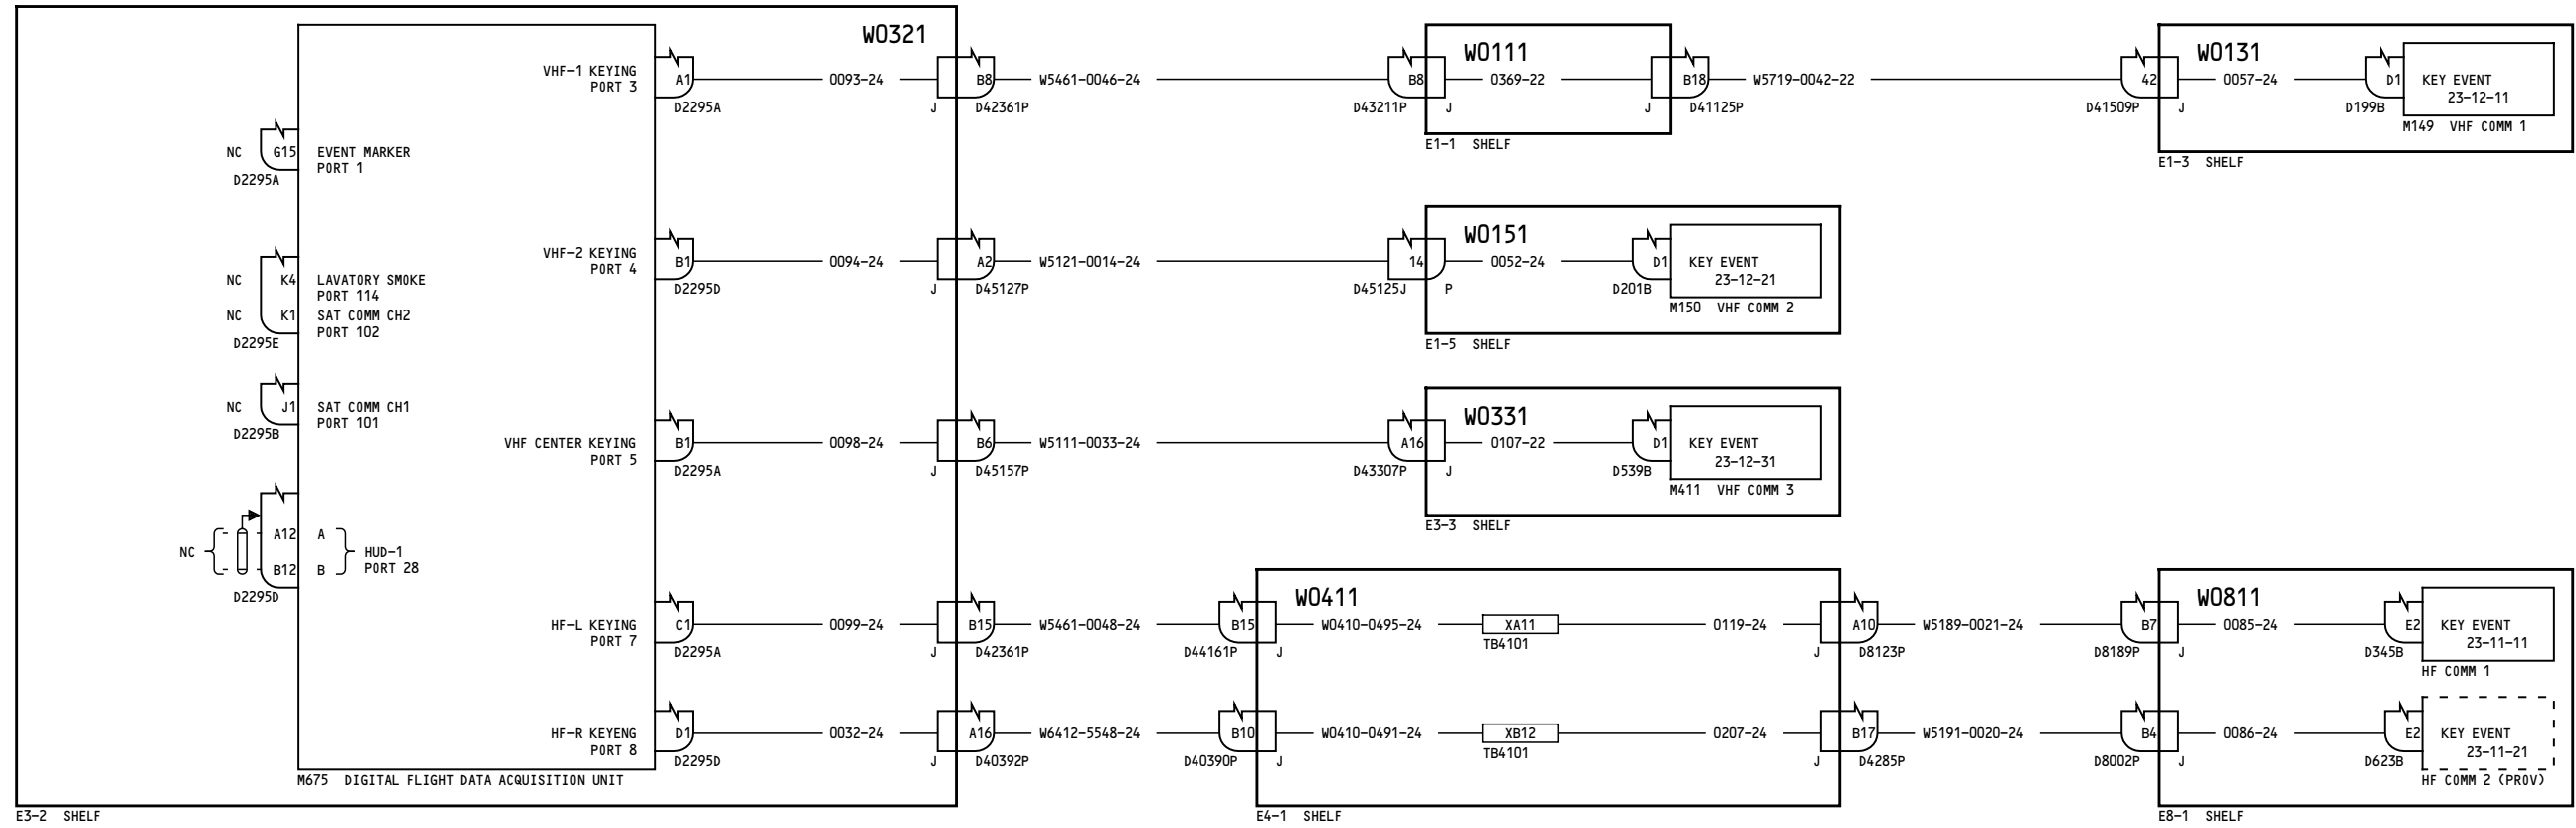 W0321
VHF-1 KEYING
PORT 3
A1
D2295A
0093-24
J
B8
D42361P
W5461-0046-24
B8
D43211P
J
W0111
0369-22
J
B18
D41125P
E1-1 SHELF
W5719-0042-22
42
D41509P
J
W0131
0057-24
D1
D199B
KEY EVENT
23-12-11
M149 VHF COMM 1
E1-3 SHELF
NC
G15
D2295A
EVENT MARKER
PORT 1
VHF-2 KEYING
PORT 4
B1
D2295D
0094-24
J
A2
D45127P
W5121-0014-24
14
D45125J
P
W0151
0052-24
D1
D201B
KEY EVENT
23-12-21
M150 VHF COMM 2
E1-5 SHELF
NC
K4
LAVATORY SMOKE
PORT 114
NC
K1
SAT COMM CH2
PORT 102
D2295E
NC
J1
SAT COMM CH1
PORT 101
D2295B
VHF CENTER KEYING
PORT 5
B1
D2295A
0098-24
J
B6
D45157P
W5111-0033-24
A16
D43307P
J
W0331
0107-22
D1
D539B
KEY EVENT
23-12-31
M411 VHF COMM 3
E3-3 SHELF
NC
A12
A
B12
B
HUD-1
PORT 28
D2295D
HF-L KEYING
PORT 7
C1
D2295A
0099-24
J
B15
D42361P
W5461-0048-24
B15
D44161P
J
W0411
W0410-0495-24
XA11
TB4101
0119-24
J
A10
D8123P
W5189-0021-24
B7
D8189P
J
W0811
0085-24
E2
D345B
KEY EVENT
23-11-11
HF COMM 1
HF-R KEYENG
PORT 8
D1
D2295D
0032-24
J
A16
D40392P
W6412-5548-24
B10
D40390P
J
W0410-0491-24
XB12
TB4101
0207-24
J
B17
D4285P
W5191-0020-24
B4
D8002P
J
0086-24
E2
D623B
KEY EVENT
23-11-21
HF COMM 2 (PROV)
M675 DIGITAL FLIGHT DATA ACQUISITION UNIT
E3-2 SHELF
E4-1 SHELF
E8-1 SHELF